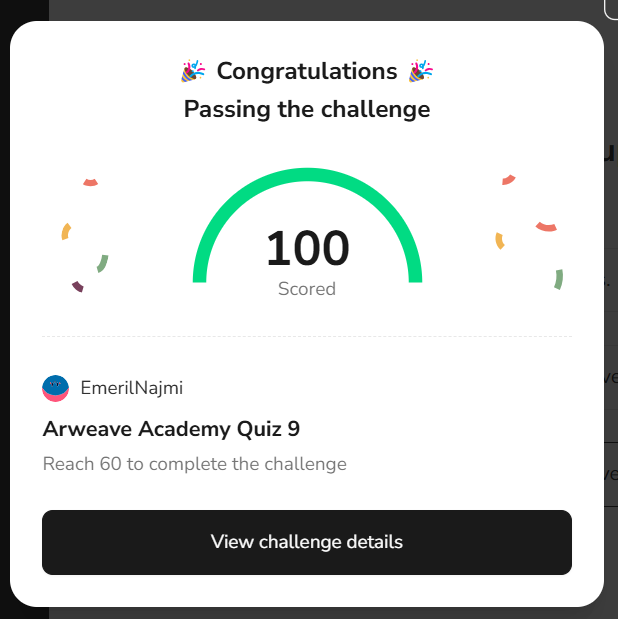 🎉 Congratulations 🎉
Passing the challenge
100
Scored
EmerilNajmi
Arweave Academy Quiz 9
Reach 60 to complete the challenge
View challenge details